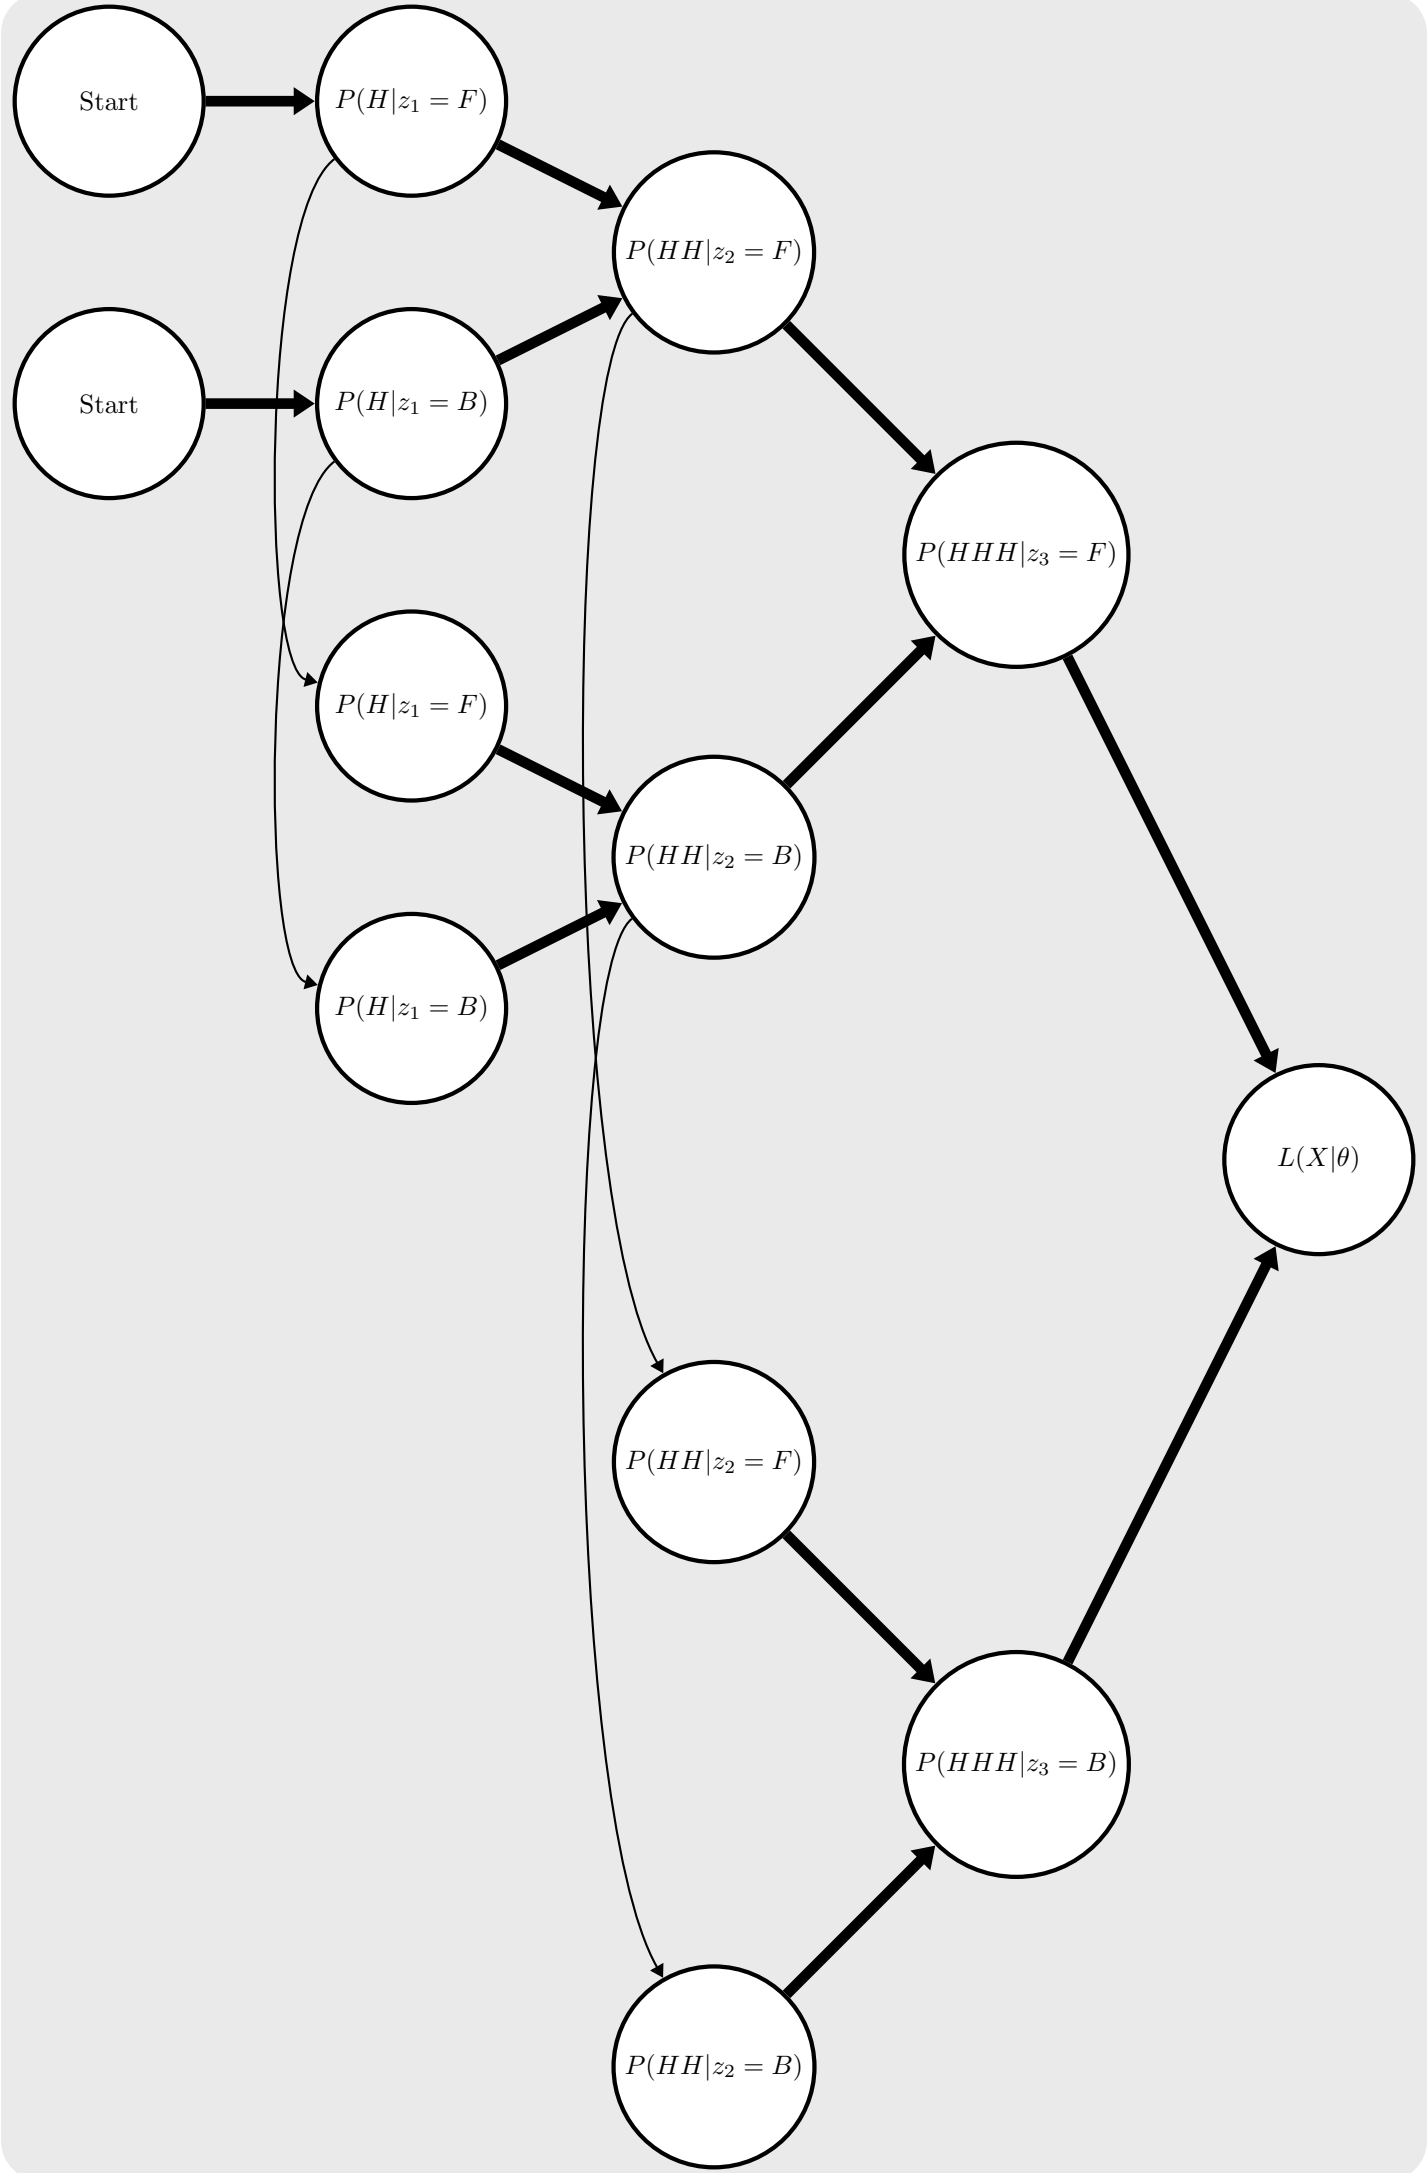 Start
P(H|z₁ = F)
P(HH|z₂ = F)
Start
P(H|z₁ = B)
P(HHH|z₃ = F)
P(H|z₁ = F)
P(HH|z₂ = B)
P(H|z₁ = B)
L(X|θ)
P(HH|z₂ = F)
P(HHH|z₃ = B)
P(HH|z₂ = B)